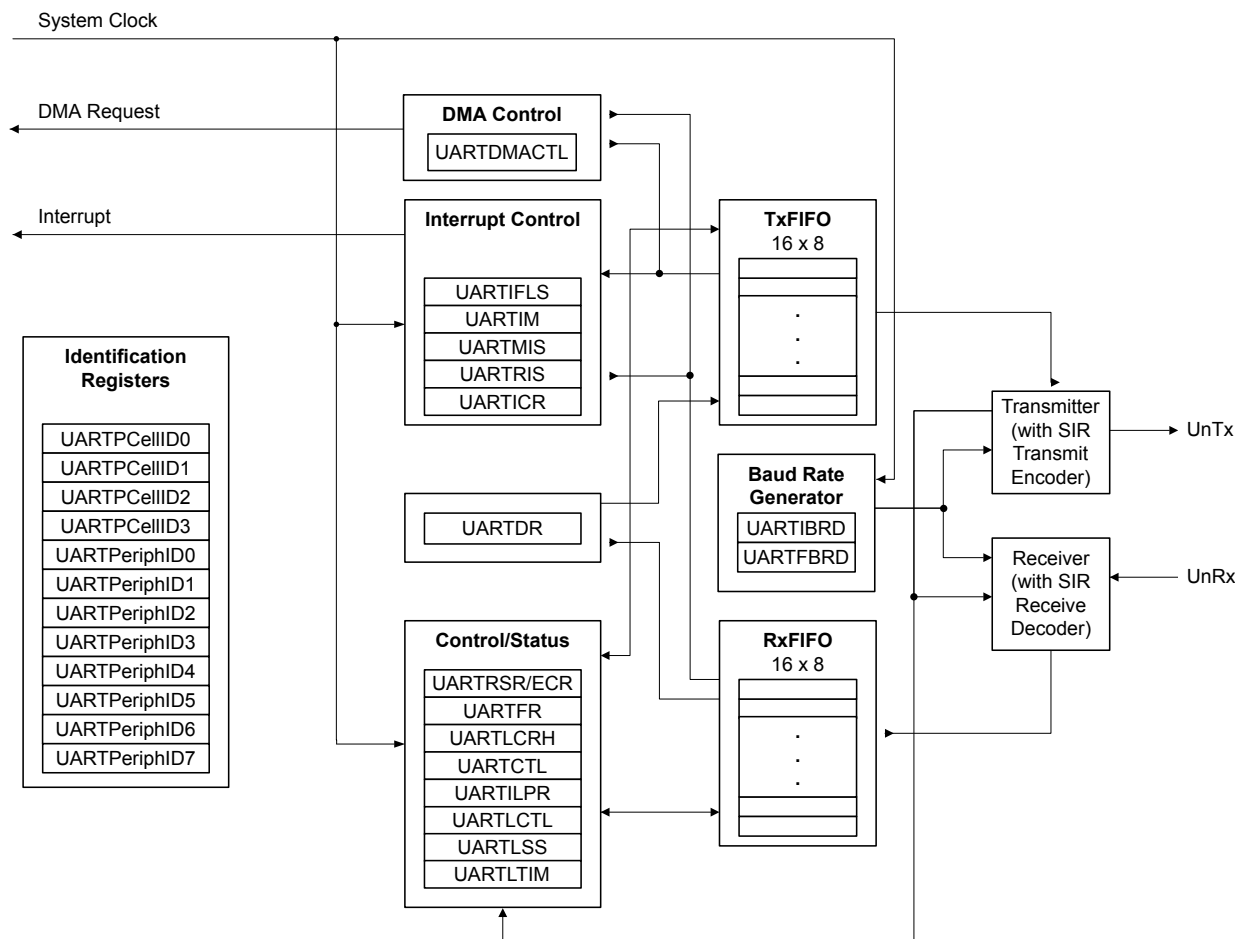 System Clock
DMA Request
DMA Control
UARTDMACTL
Interrupt
Interrupt Control
UARTIFLS
UARTIM
UARTMIS
UARTRIS
UARTICR
TxFIFO
16 x 8
.
.
.
Identification
Registers
UARTPCellID0
UARTPCellID1
UARTPCellID2
UARTPCellID3
UARTPeriphID0
UARTPeriphID1
UARTPeriphID2
UARTPeriphID3
UARTPeriphID4
UARTPeriphID5
UARTPeriphID6
UARTPeriphID7
UARTDR
Baud Rate
Generator
UARTIBRD
UARTFBRD
Transmitter
(with SIR
Transmit
Encoder)
UnTx
Receiver
(with SIR
Receive
Decoder)
UnRx
Control/Status
UARTRSR/ECR
UARTFR
UARTLCRH
UARTCTL
UARTILPR
UARTLCTL
UARTLSS
UARTLTIM
RxFIFO
16 x 8
.
.
.